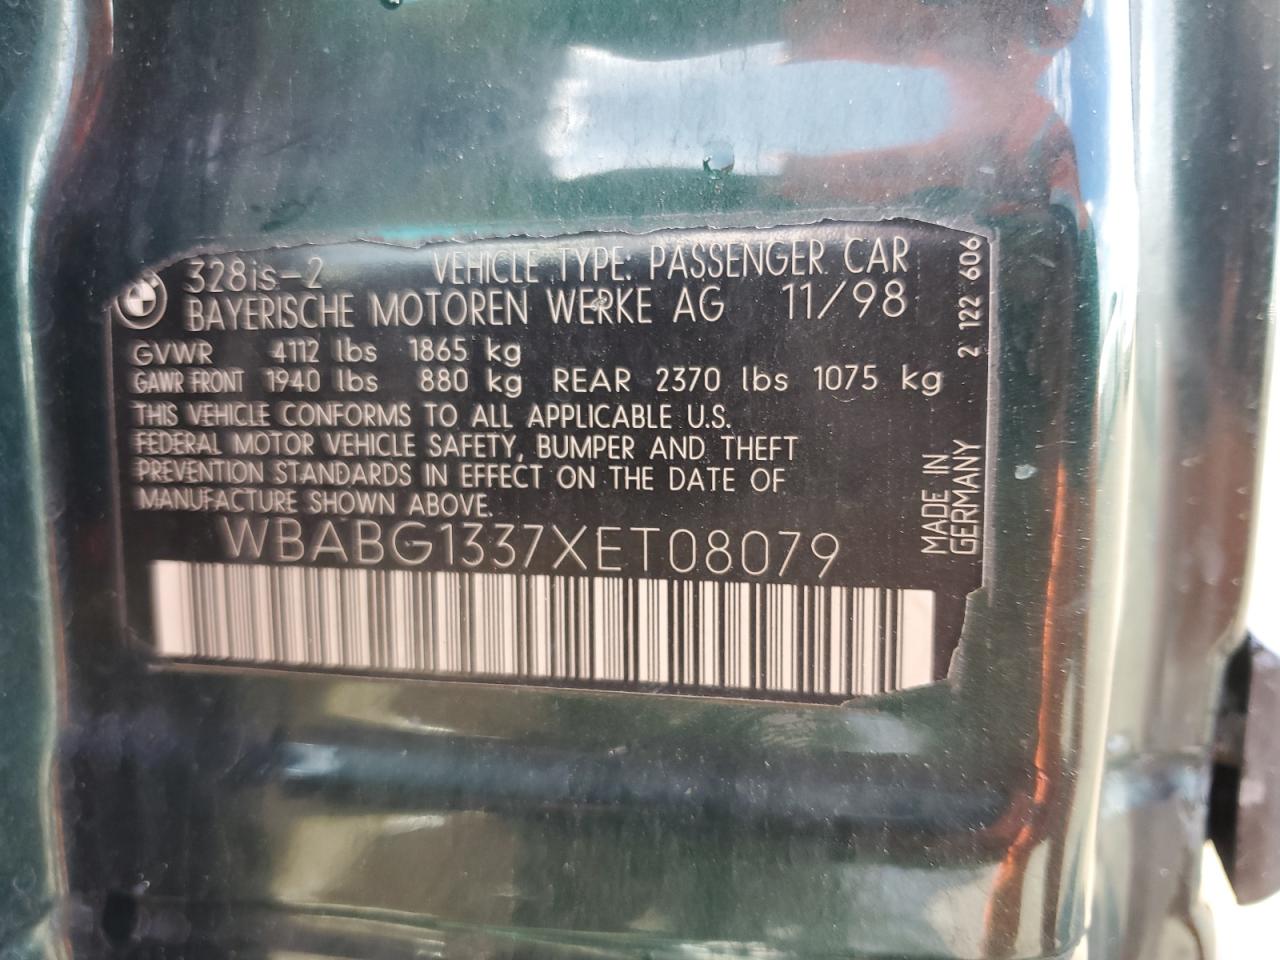 328is-2 VEHICLE TYPE: PASSENGER CAR
BAYERISCHE MOTOREN WERKE AG 11/98
GVWR 4112 lbs 1865 kg
GAWR FRONT 1940 lbs 880 kg REAR 2370 lbs 1075 kg
THIS VEHICLE CONFORMS TO ALL APPLICABLE U.S.
FEDERAL MOTOR VEHICLE SAFETY, BUMPER AND THEFT
PREVENTION STANDARDS IN EFFECT ON THE DATE OF
MANUFACTURE SHOWN ABOVE.
WBABG1337XET08079
2 122 606
MADE IN
GERMANY